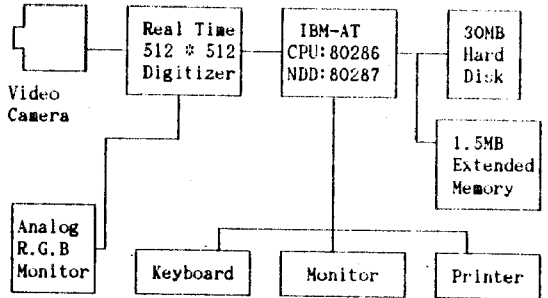 Real Time
512 * 512
Digitizer
IBM-AT
CPU:80286
NDD:80287
30MB
Hard
Disk
Video
Camera
1.5MB
Extended
Memory
Analog
R.G.B
Monitor
Keyboard
Monitor
Printer